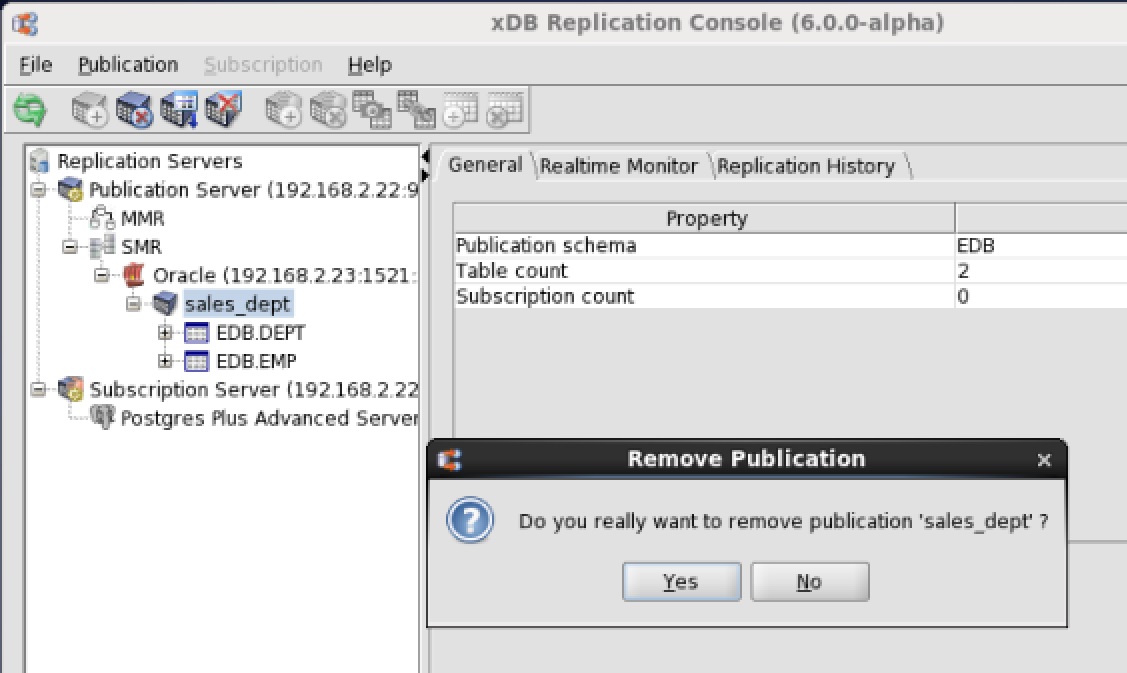 xDB Replication Console (6.0.0-alpha)
File Publication Subscription Help
Replication Servers
Publication Server (192.168.2.22:9
MMR
SMR
Oracle (192.168.2.23:1521:
sales_dept
EDB.DEPT
EDB.EMP
Subscription Server (192.168.2.22
Postgres Plus Advanced Server
General Realtime Monitor Replication History
Property
Publication schema EDB
Table count 2
Subscription count 0
Remove Publication
Do you really want to remove publication 'sales_dept' ?
Yes No